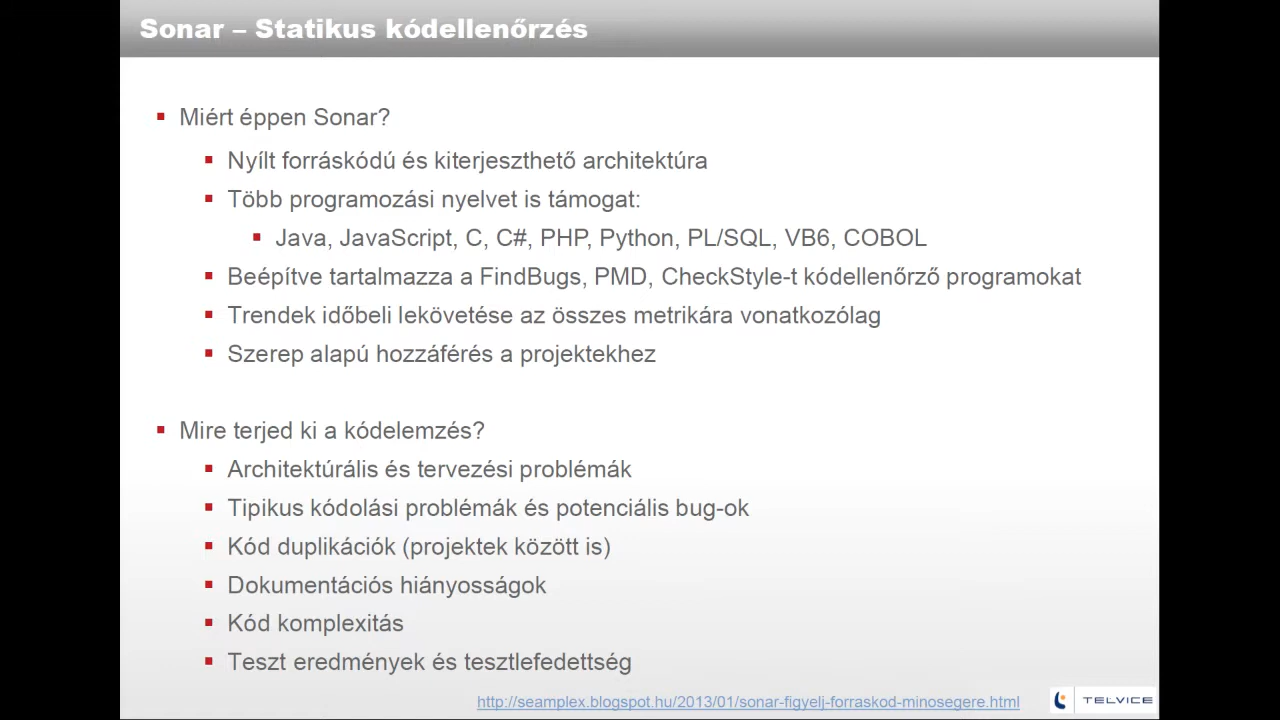 Sonar – Statikus kódellenőrzés
Miért éppen Sonar?
Nyílt forráskódú és kiterjeszthető architektúra
Több programozási nyelvet is támogat:
Java, JavaScript, C, C#, PHP, Python, PL/SQL, VB6, COBOL
Beépítve tartalmazza a FindBugs, PMD, CheckStyle-t kódellenőrző programokat
Trendek időbeli lekövetése az összes metrikára vonatkozólag
Szerep alapú hozzáférés a projektekhez
Mire terjed ki a kódelemzés?
Architektúrális és tervezési problémák
Tipikus kódolási problémák és potenciális bug-ok
Kód duplikációk (projektek között is)
Dokumentációs hiányosságok
Kód komplexitás
Teszt eredmények és tesztlefedettség
http://seamplex.blogspot.hu/2013/01/sonar-figyelj-forraskod-minosegere.html
TELVICE